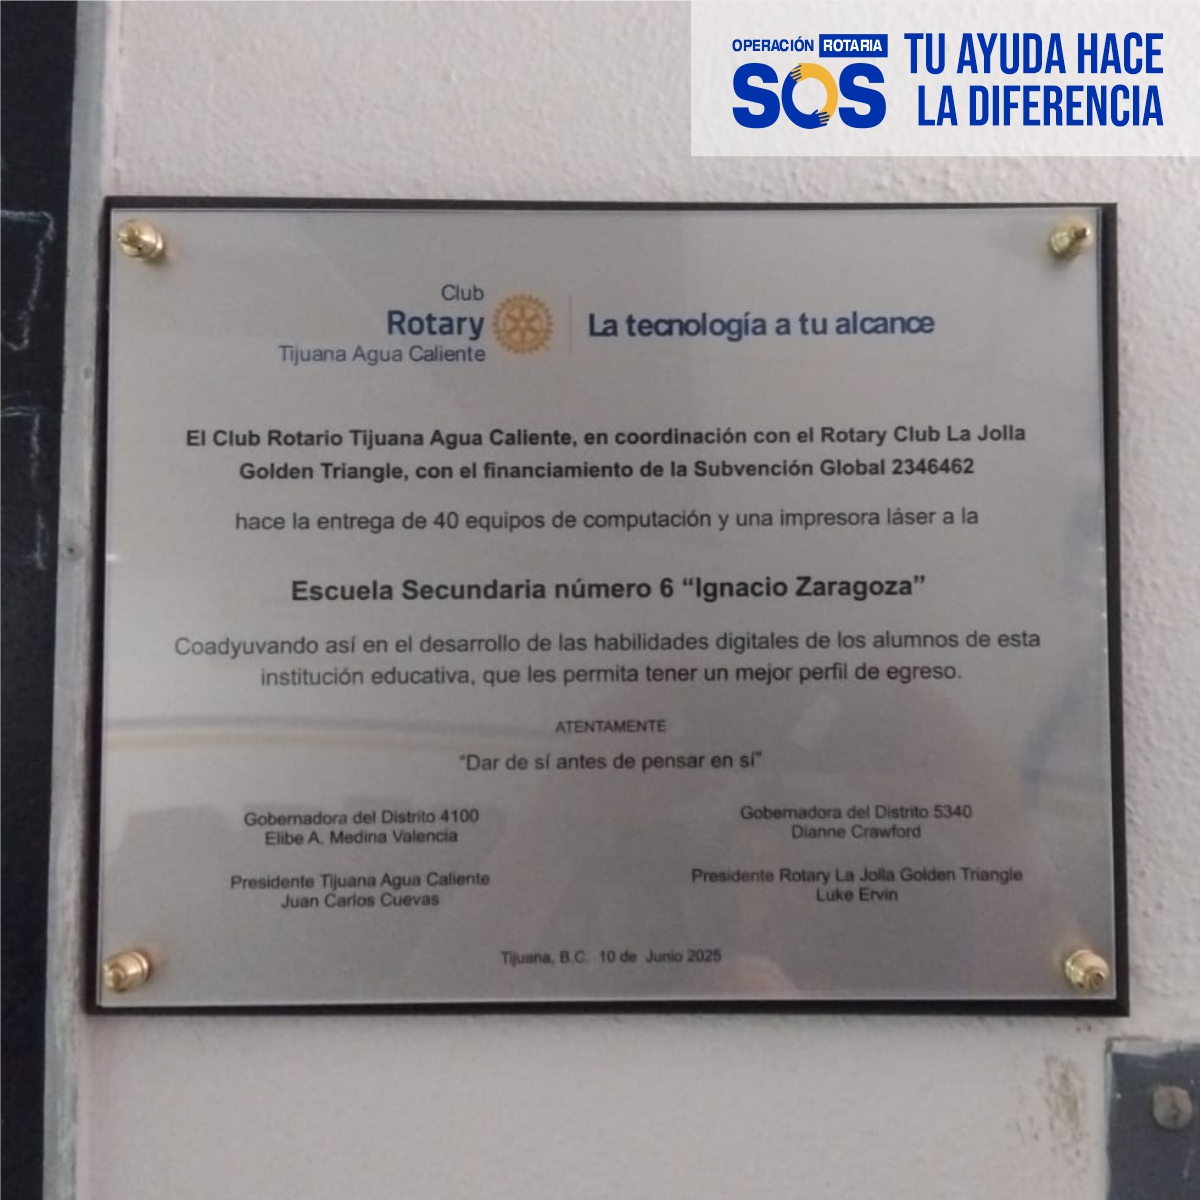 OPERACIÓN ROTARIA
SOS
TU AYUDA HACE
LA DIFERENCIA
Club
Rotary
Tijuana Agua Caliente
La tecnología a tu alcance
El Club Rotario Tijuana Agua Caliente, en coordinación con el Rotary Club La Jolla
Golden Triangle, con el financiamiento de la Subvención Global 2346462
hace la entrega de 40 equipos de computación y una impresora láser a la
Escuela Secundaria número 6 “Ignacio Zaragoza”
Coadyuvando así en el desarrollo de las habilidades digitales de los alumnos de esta
institución educativa, que les permita tener un mejor perfil de egreso.
ATENTAMENTE
“Dar de sí antes de pensar en sí”
Gobernadora del Distrito 4100
Elibe A. Medina Valencia
Gobernadora del Distrito 5340
Dianne Crawford
Presidente Tijuana Agua Caliente
Juan Carlos Cuevas
Presidente Rotary La Jolla Golden Triangle
Luke Ervin
Tijuana, B.C. 10 de Junio 2025